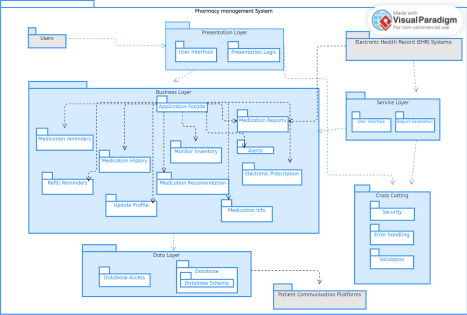 Pharmacy management System
Made with
Visual Paradigm
For non-commercial use
Users
Presentation Layer
User Interface
Presentation Logic
Electronic Health Record (EHR) Systems:
Business Layer
Application Facade
Medication Reports
Medication reminders
Medication History
Monitor Inventory
Alerts
Refill Reminders
Medication Recomendation
Electronic Prescription
Update Profile
Medication Info
Service Layer
User Interface
Report Generation
Cross Cutting
Security
Error handling
Validation
Data Layer
Database Access
Database
Database Schema
Patient Communivation Platforms